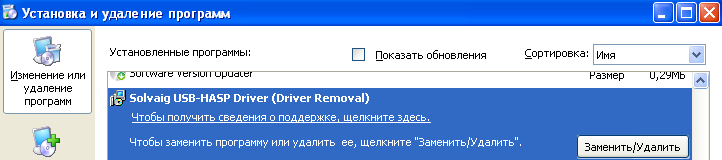 Установка и удаление программ
Изменение или удаление программ
Установленные программы:
Показать обновления
Сортировка:
Имя
Software Version Updater
Размер
0,29МБ
Solvaig USB-HASP Driver (Driver Removal)
Чтобы получить сведения о поддержке, щелкните здесь.
Чтобы заменить программу или удалить ее, щелкните "Заменить/Удалить".
Заменить/Удалить